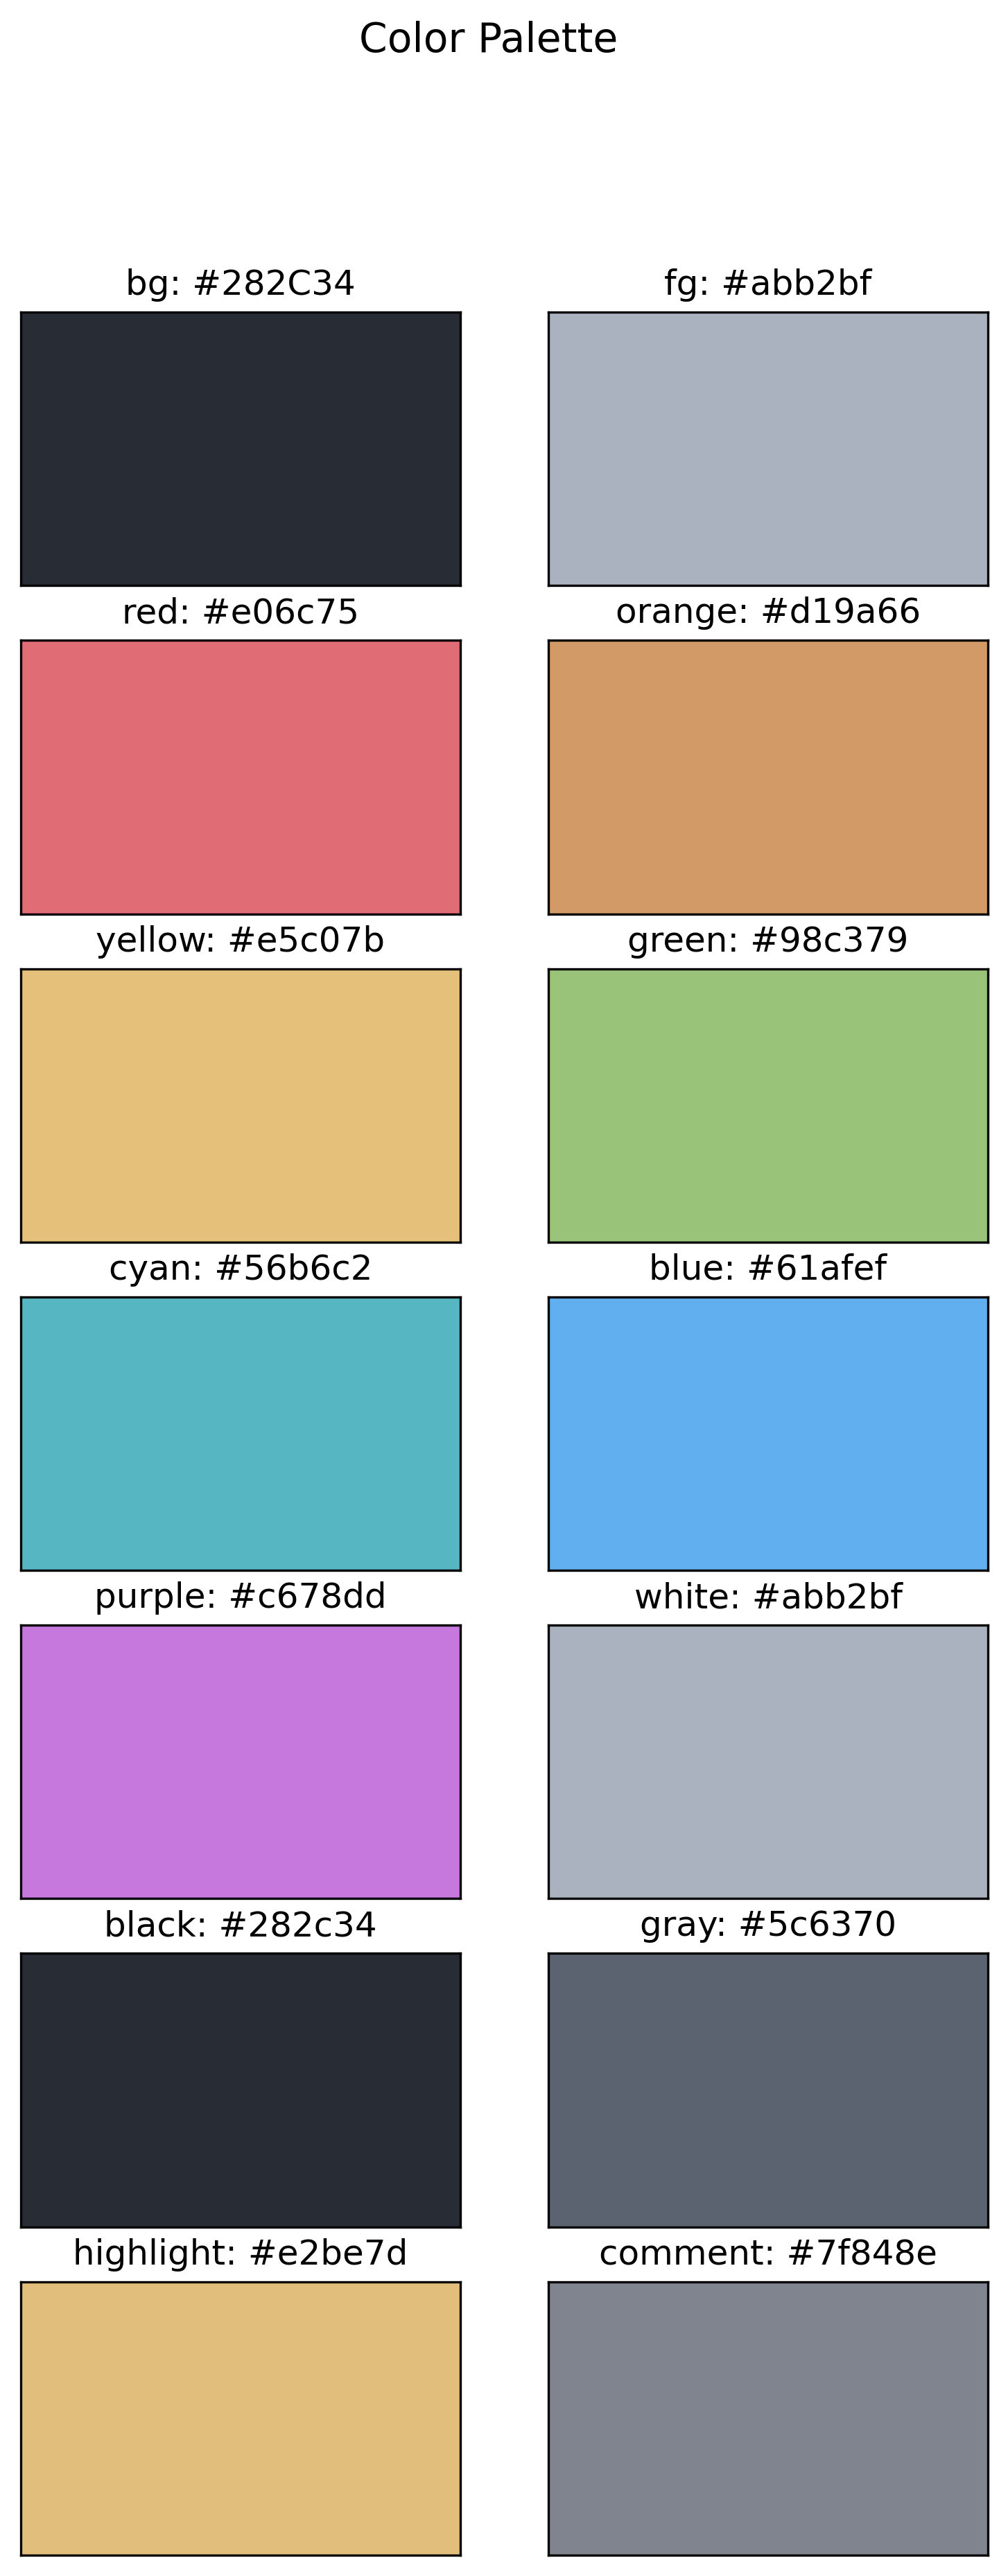 Color Palette
bg: #282C34
fg: #abb2bf
red: #e06c75
orange: #d19a66
yellow: #e5c07b
green: #98c379
cyan: #56b6c2
blue: #61afef
purple: #c678dd
white: #abb2bf
black: #282c34
gray: #5c6370
highlight: #e2be7d
comment: #7f848e